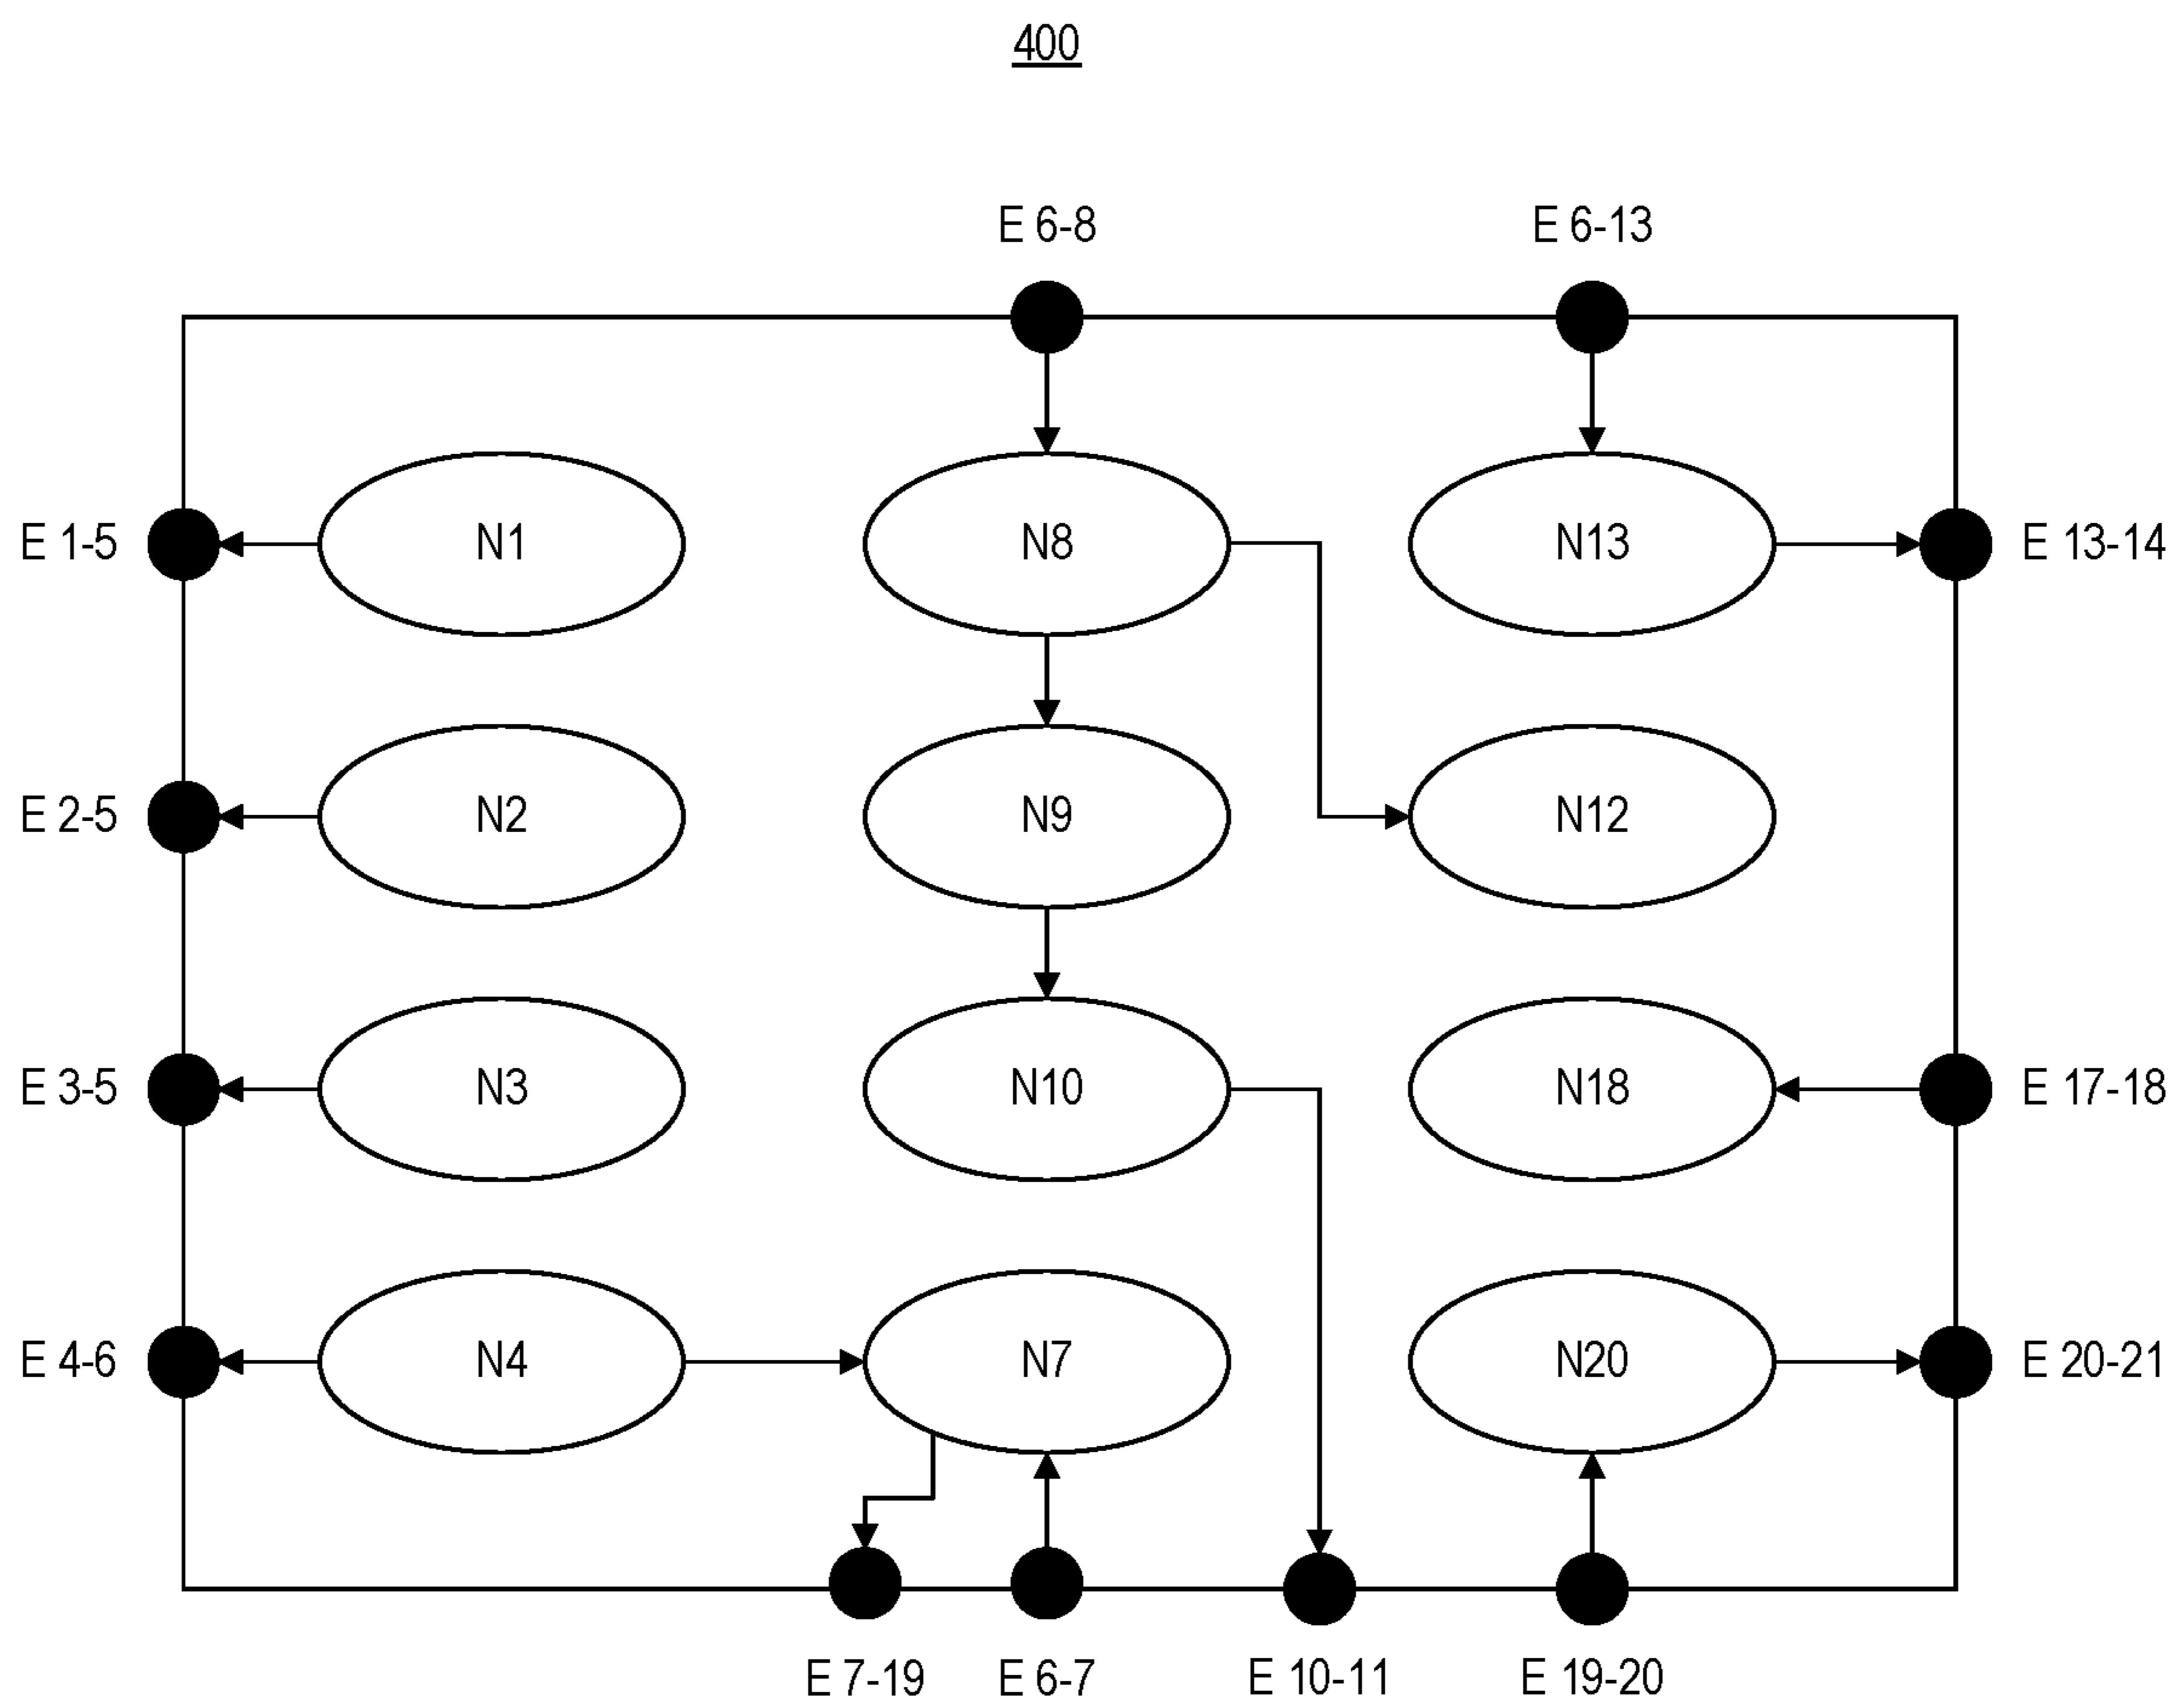 400
E 6-8 E 6-13
E 1-5 N1 N8 N13 E 13-14
E 2-5 N2 N9 N12
E 3-5 N3 N10 N18 E 17-18
E 4-6 N4 N7 N20 E 20-21
E 7-19 E 6-7 E 10-11 E 19-20